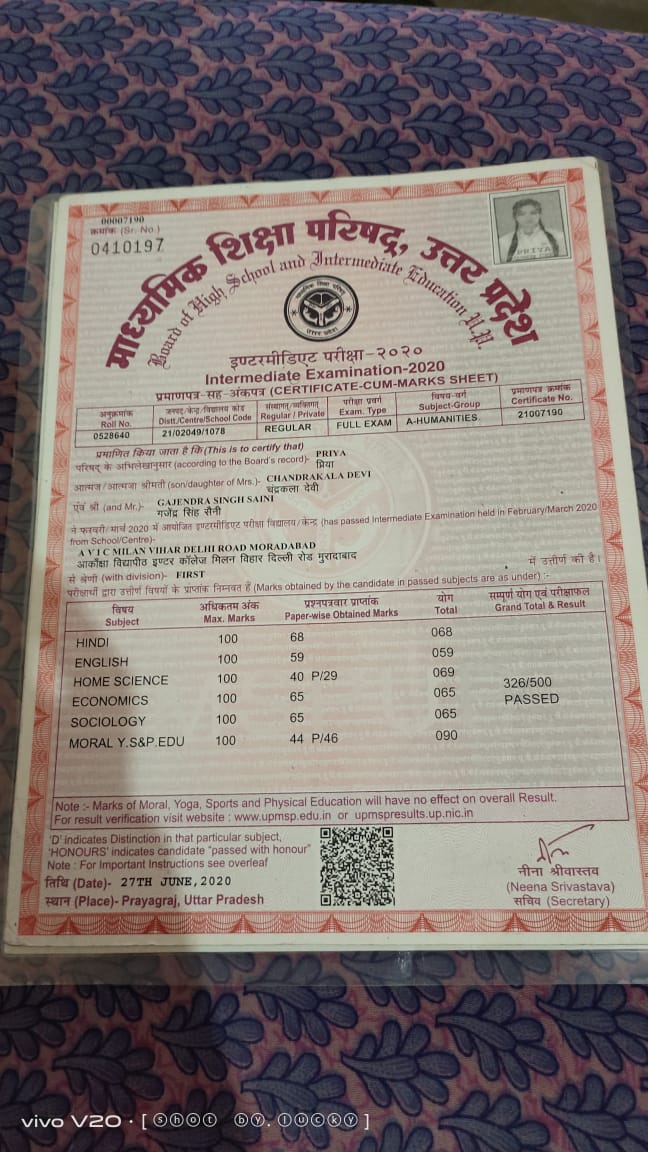 00007190
क्रमांक (Sr. No.)
0410197
PRIYA
माध्यमिक शिक्षा परिषद, उत्तर प्रदेश
Board of High School and Intermediate Education U.P.
माध्यमिक शिक्षा परिषद
उत्तर प्रदेश
इण्टरमीडिएट परीक्षा-२०२०
Intermediate Examination-2020
प्रमाणपत्र-सह-अंकपत्र (CERTIFICATE-CUM-MARKS SHEET)
अनुक्रमांक जनपद/केन्द्र/विद्यालय कोड संस्थागत/व्यक्तिगत परीक्षा प्रवर्ग विषय-वर्ग प्रमाणपत्र क्रमांक
Roll No. Distt./Centre/School Code Regular / Private Exam. Type Subject-Group Certificate No.
0528640 21/02049/1078 REGULAR FULL EXAM A-HUMANITIES. 21007190
प्रमाणित किया जाता है कि (This is to certify that)
परिषद के अभिलेखानुसार (according to the Board's record)- PRIYA
प्रिया
आत्मज/आत्मजा श्रीमती (son/daughter of Mrs.)- CHANDRAKALA DEVI
चंद्रकला देवी
एवं श्री (and Mr.)- GAJENDRA SINGH SAINI
गजेंद्र सिंह सैनी
ने फरवरी/मार्च 2020 में आयोजित इण्टरमीडिएट परीक्षा विद्यालय/केन्द्र (has passed Intermediate Examination held in February/March 2020
from School/Centre)-
A V I C MILAN VIHAR DELHI ROAD MORADABAD
आकाँक्षा विद्यापीठ इण्टर कॉलेज मिलन विहार दिल्ली रोड मुरादाबाद
से श्रेणी (with division)- FIRST में उत्तीर्ण की है।
परीक्षार्थी द्वारा उत्तीर्ण विषयों के प्राप्तांक निम्नवत हैं (Marks obtained by the candidate in passed subjects are as under) :-
विषय अधिकतम अंक प्रश्नपत्रवार प्राप्तांक योग सम्पूर्ण योग एवं परीक्षाफल
Subject Max. Marks Paper-wise Obtained Marks Total Grand Total & Result
HINDI 100 68 068
ENGLISH 100 59 059
HOME SCIENCE 100 40 P/29 069
326/500
ECONOMICS 100 65 065
PASSED
SOCIOLOGY 100 65 065
MORAL Y.S&P.EDU 100 44 P/46 090
Note :- Marks of Moral, Yoga, Sports and Physical Education will have no effect on overall Result.
For result verification visit website : www.upmsp.edu.in or upmspresults.up.nic.in
'D' indicates Distinction in that particular subject,
'HONOURS' indicates candidate "passed with honour"
Note : For Important Instructions see overleaf
तिथि (Date)- 27TH JUNE,2020
स्थान (Place)- Prayagraj, Uttar Pradesh
नीना श्रीवास्तव
(Neena Srivastava)
सचिव (Secretary)
vivo V20 · [ ⓢⓗⓞⓣ ⓑⓨ. ⓛⓤⓒⓚⓨ ]